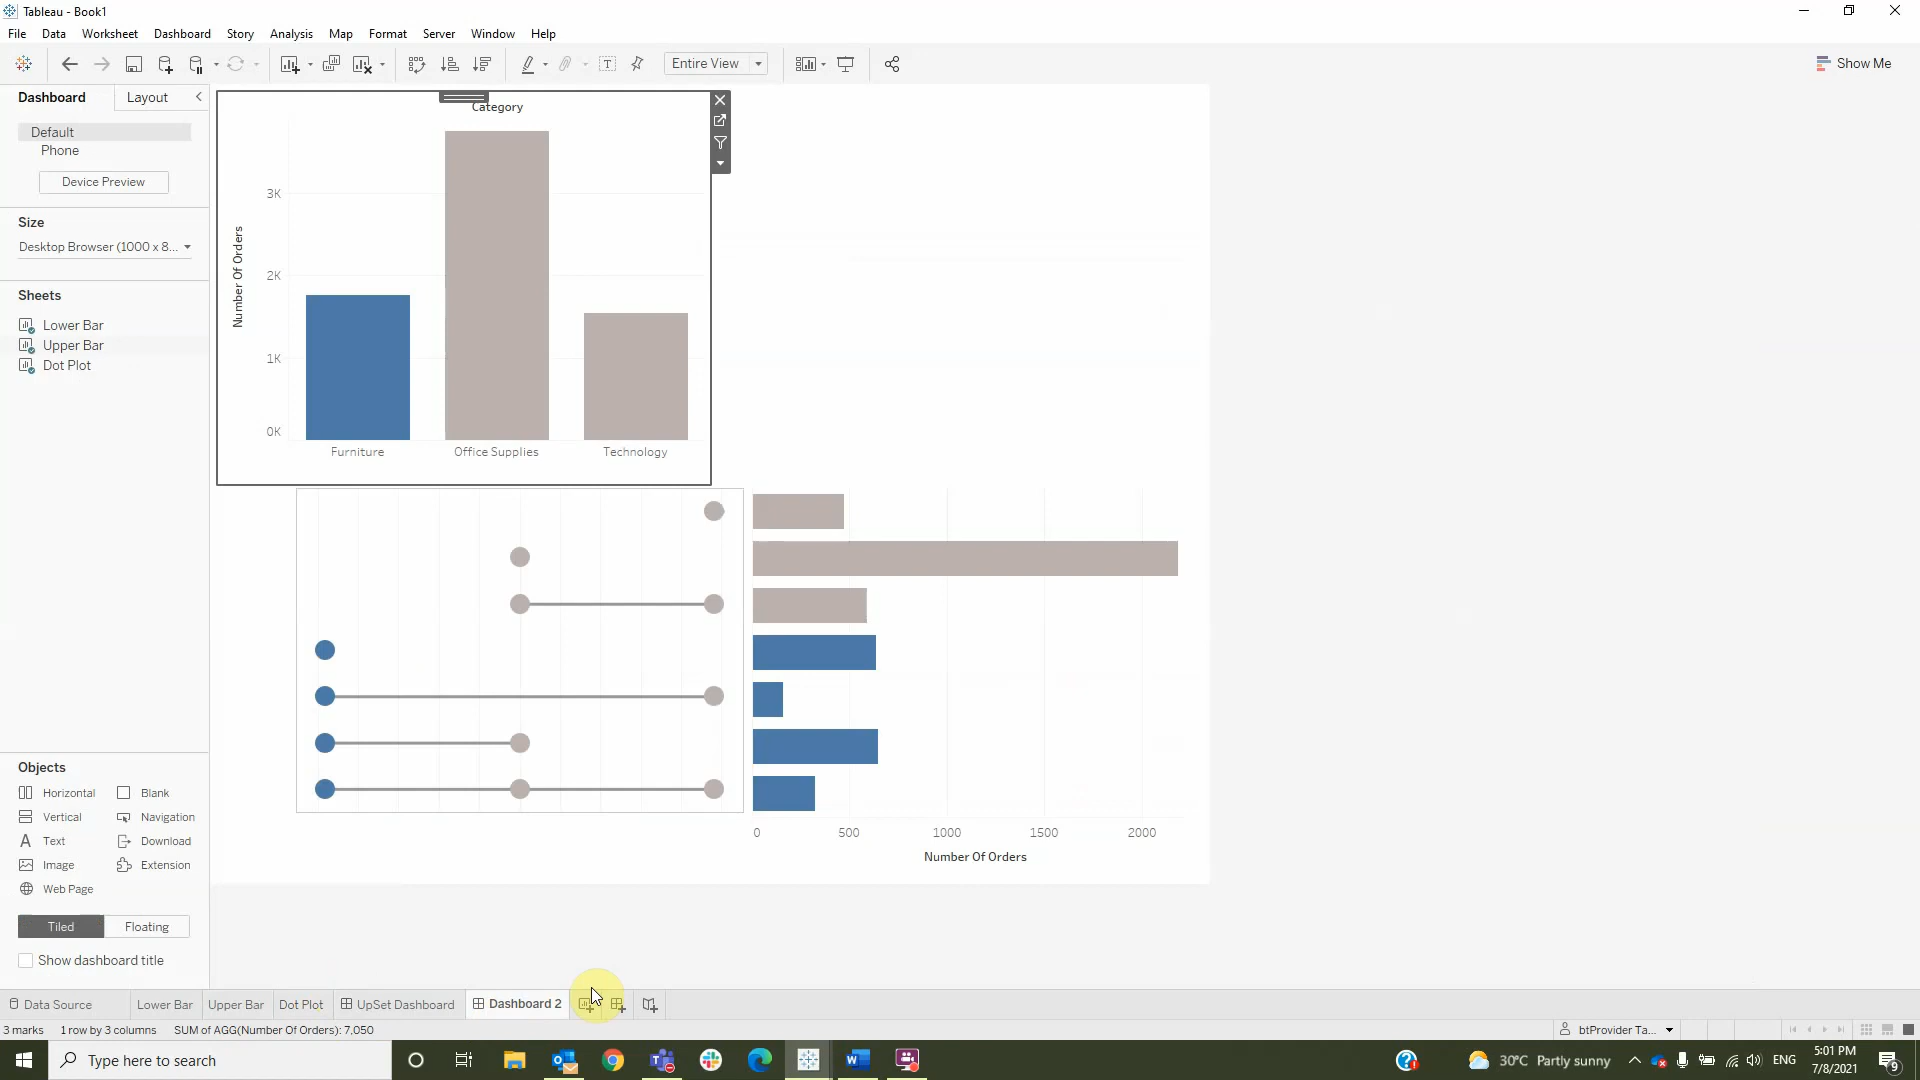 Tableau - Book1
File Data Worksheet Dashboard Story Analysis Map Format Server Window Help
Entire View
Show Me
Dashboard Layout
Default
Phone
Device Preview
Size
Desktop Browser (1000 x 8...
Sheets
Lower Bar
Upper Bar
Dot Plot
Objects
Horizontal Blank
Vertical Navigation
Text Download
Image Extension
Web Page
Tiled Floating
Show dashboard title
Category
Number Of Orders
3K
2K
1K
0K
Furniture Office Supplies Technology
0 500 1000 1500 2000
Number Of Orders
Data Source Lower Bar Upper Bar Dot Plot UpSet Dashboard Dashboard 2
3 marks 1 row by 3 columns SUM of AGG(Number Of Orders): 7,050
btProvider Ta...
Type here to search
30°C Partly sunny
ENG
5:01 PM
7/8/2021
9